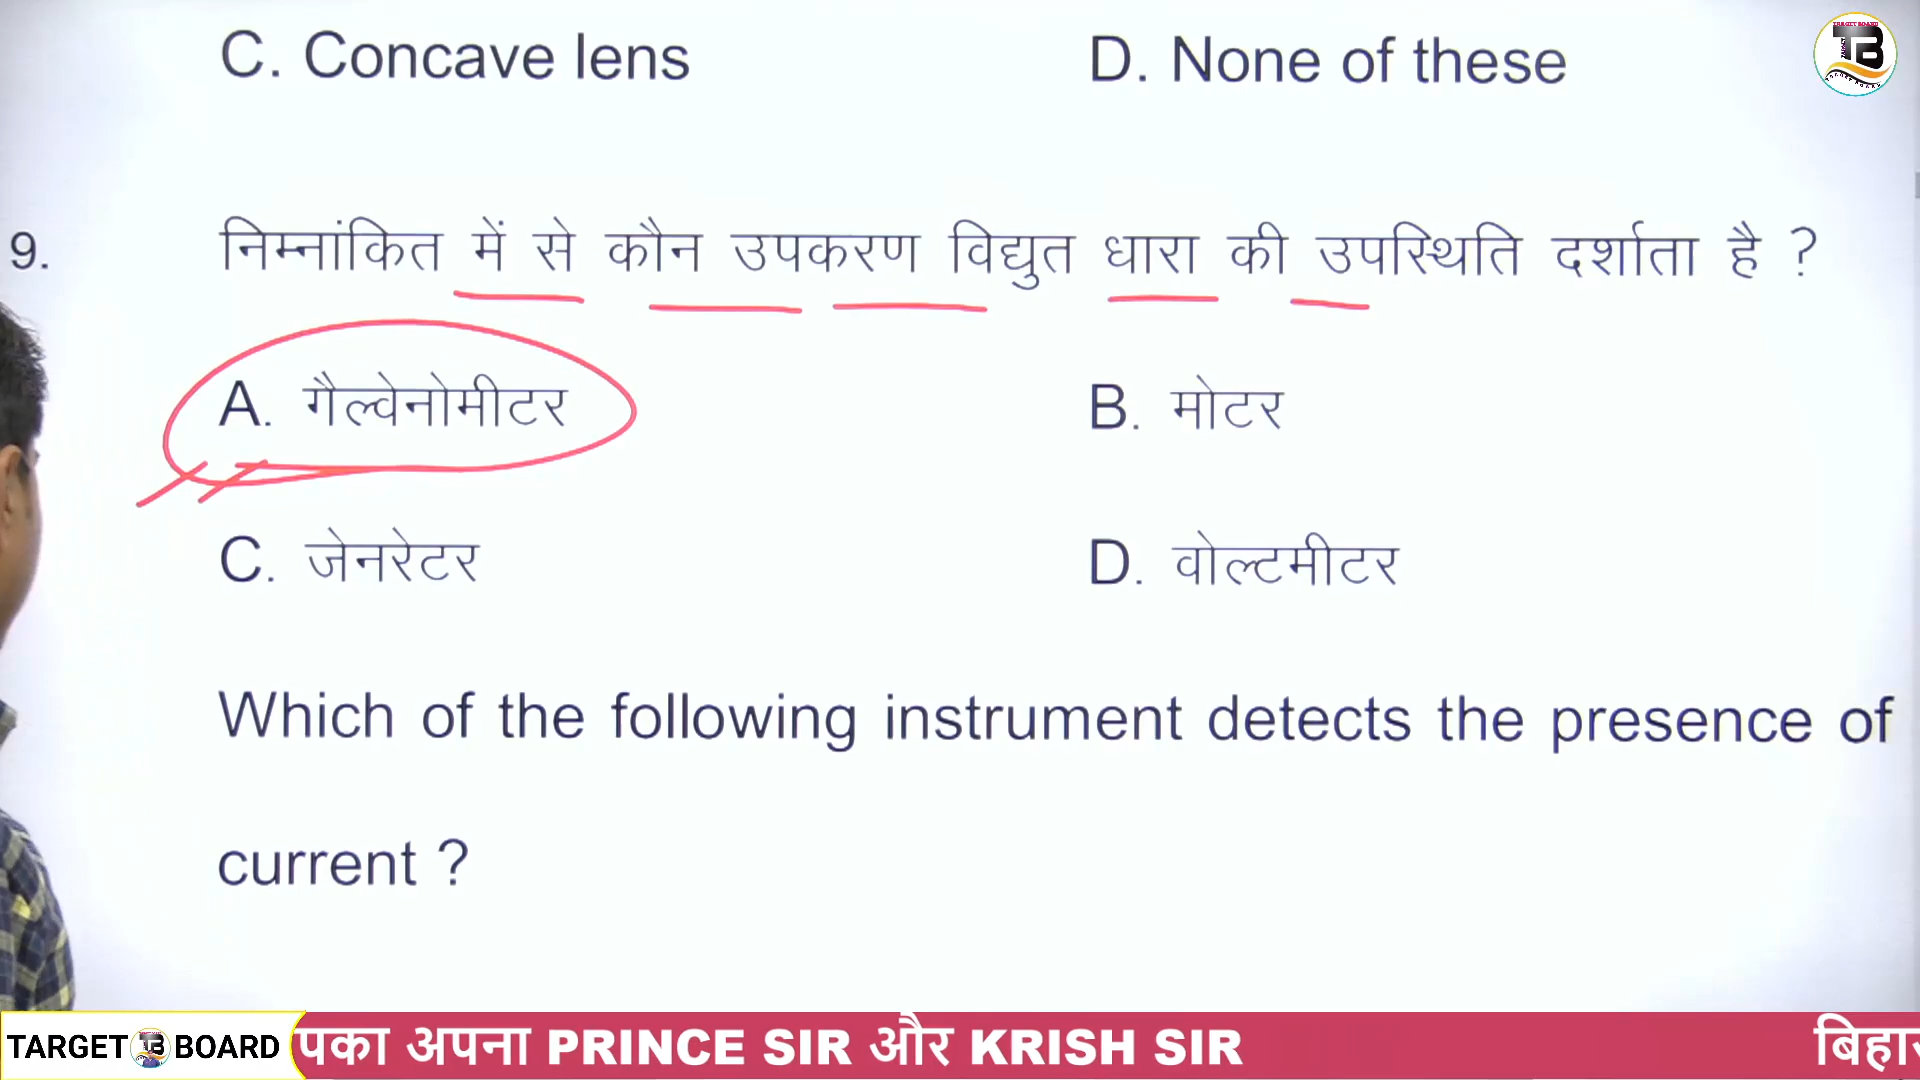 C. Concave lens
D. None of these
9. निम्नांकित में से कौन उपकरण विद्युत धारा की उपस्थिति दर्शाता है ?
A. गैल्वेनोमीटर
B. मोटर
C. जेनरेटर
D. वोल्टमीटर
Which of the following instrument detects the presence of
current ?
TARGET BOARD
पका अपना PRINCE SIR और KRISH SIR